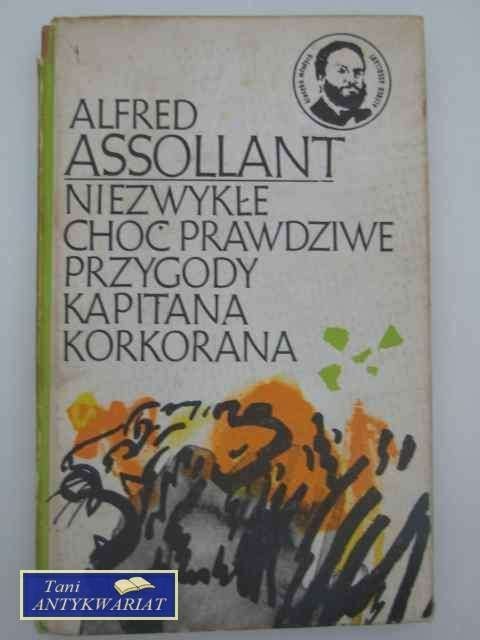 ALFRED
ASSOLLANT
NIEZWYKŁE
CHOĆ PRAWDZIWE
PRZYGODY
KAPITANA
KORKORANA
Tani
ANTYKWARIAT